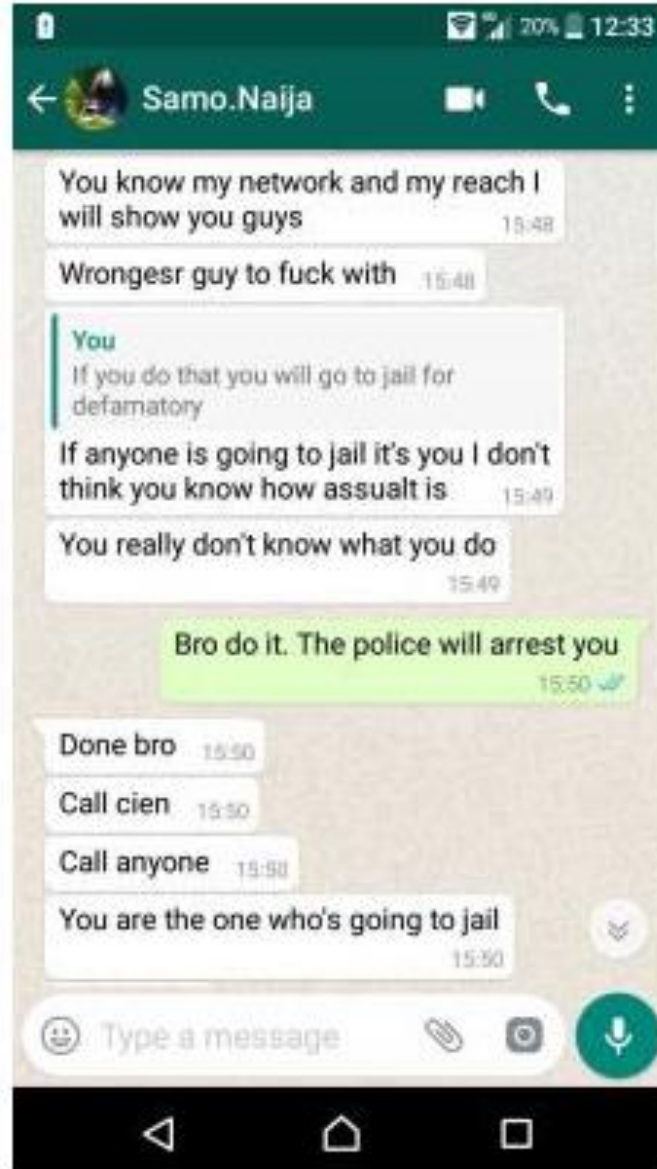 20% 12:33
Samo.Naija
You know my network and my reach I
will show you guys
15:48
Wrongesr guy to fuck with 15:48
You
If you do that you will go to jail for
defamatory
If anyone is going to jail it's you I don't
think you know how assualt is 15:49
You really don't know what you do
15:49
Bro do it. The police will arrest you
15:50
Done bro 15:50
Call cien 15:50
Call anyone 15:50
You are the one who's going to jail
15:50
Type a message